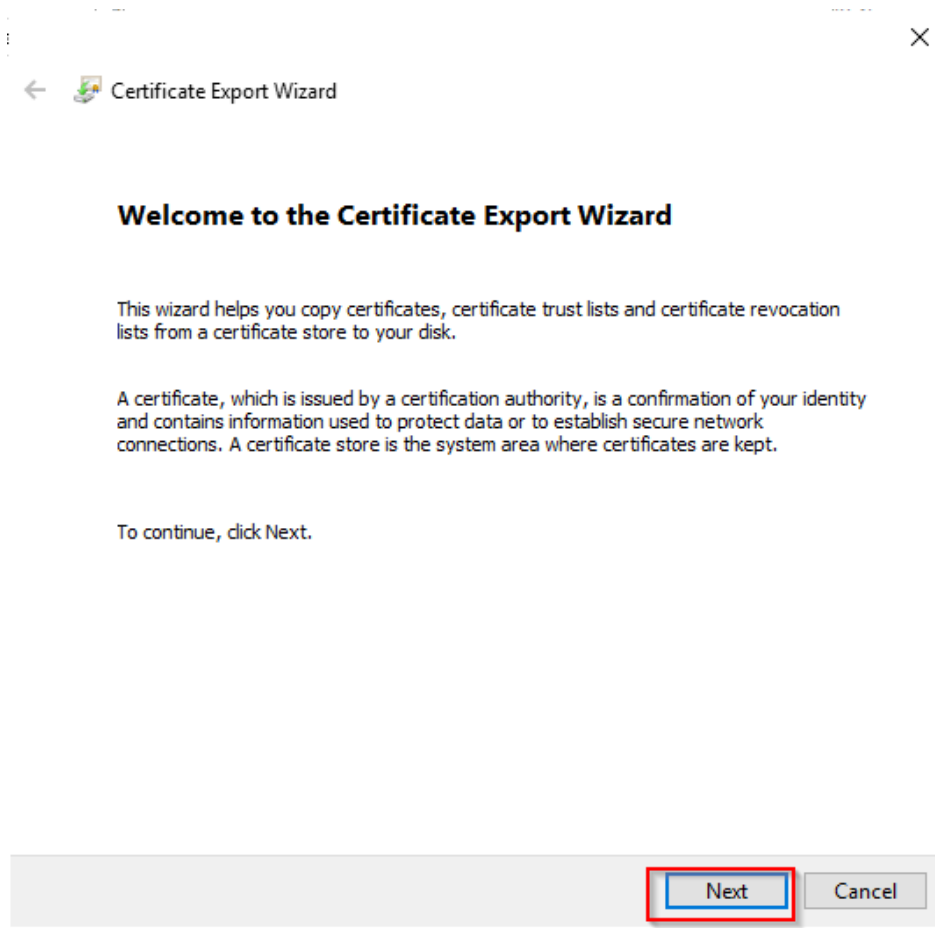 Certificate Export Wizard
Welcome to the Certificate Export Wizard
This wizard helps you copy certificates, certificate trust lists and certificate revocation
lists from a certificate store to your disk.
A certificate, which is issued by a certification authority, is a confirmation of your identity
and contains information used to protect data or to establish secure network
connections. A certificate store is the system area where certificates are kept.
To continue, click Next.
Next
Cancel